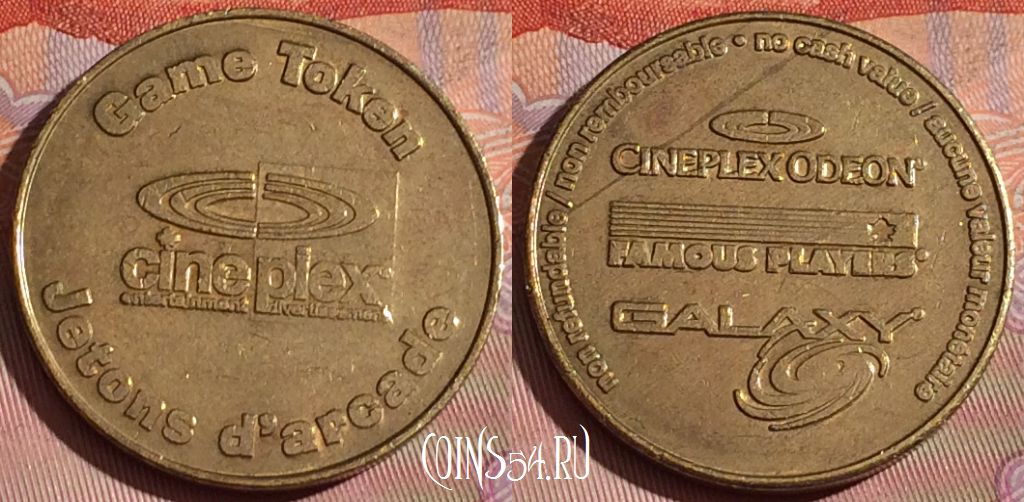 Game Token
cineplex
entertainment divertissement
Jetons d'arcade
non refundable / non remboursable • no cash value / aucune valeur monétaire
CINEPLEX ODEON
FAMOUS PLAYERS
GALAXY
COINS54.RU